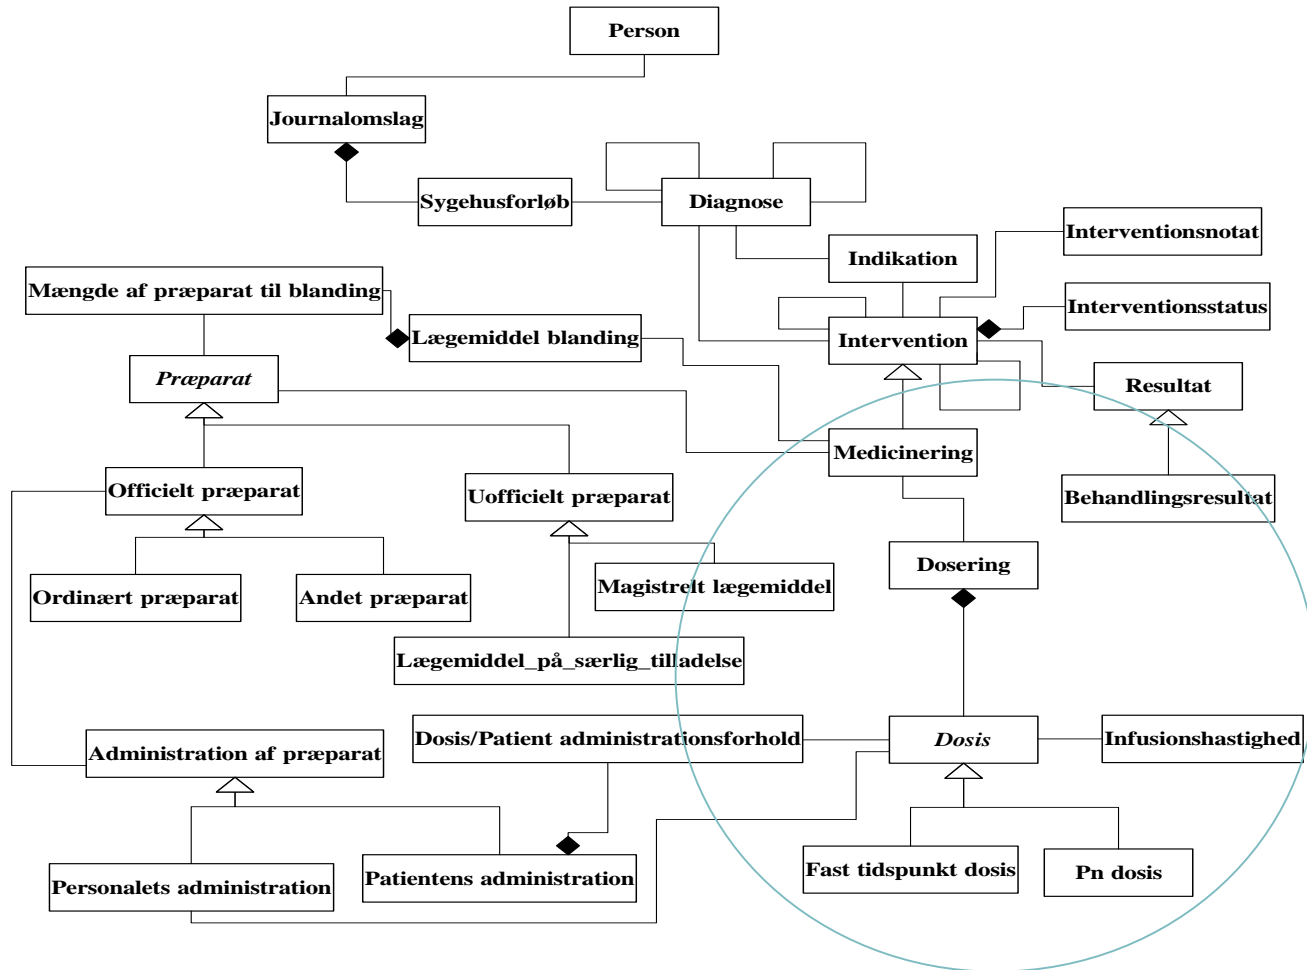 Person
Journalomslag
Sygehusforløb
Diagnose
Interventionsnotat
Indikation
Mængde af præparat til blanding
Interventionsstatus
Lægemiddel blanding
Intervention
Præparat
Resultat
Medicinering
Officielt præparat
Uofficielt præparat
Behandlingsresultat
Dosering
Ordinært præparat
Andet præparat
Magistrelt lægemiddel
Lægemiddel_på_særlig_tilladelse
Administration af præparat
Dosis/Patient administrationsforhold
Dosis
Infusionshastighed
Personalets administration
Patientens administration
Fast tidspunkt dosis
Pn dosis